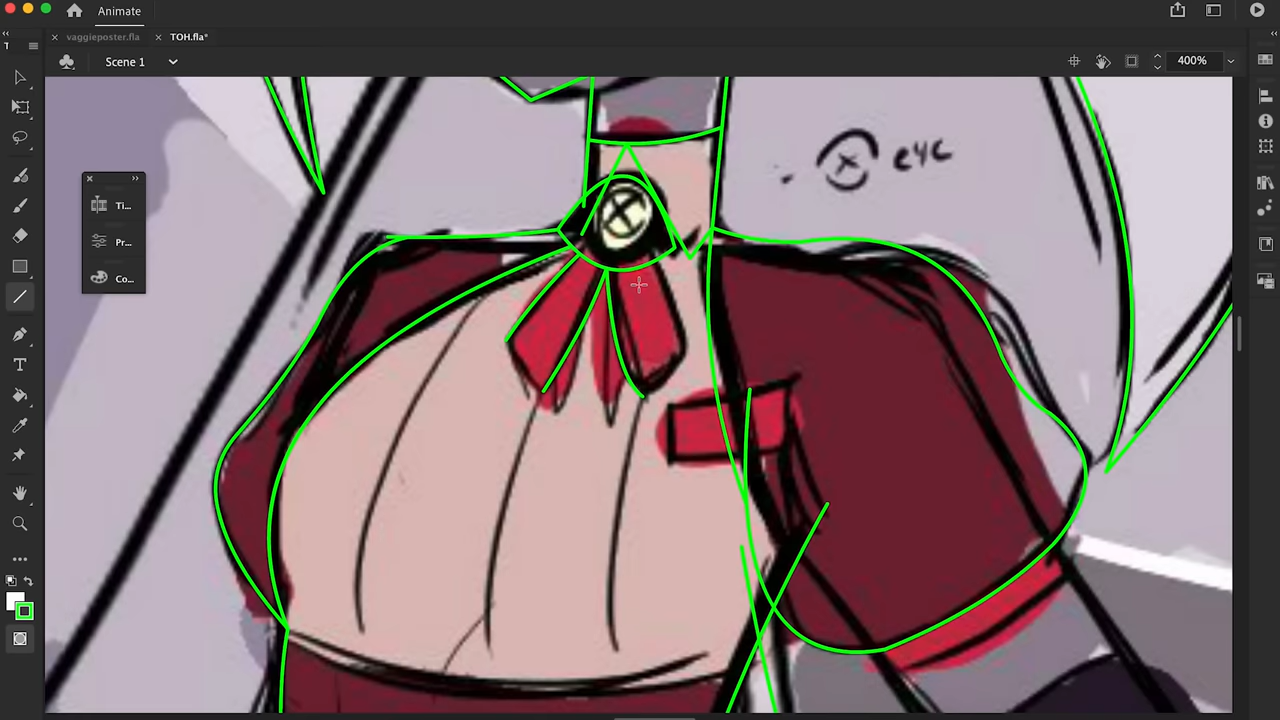 Animate
vaggieposter.fla
TOH.fla*
Scene 1
400%
T
Ti...
Pr...
Co...
eye